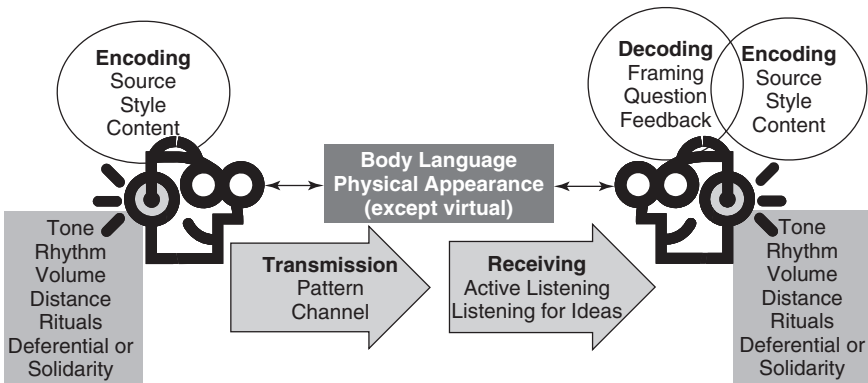 Encoding
Source
Style
Content
Decoding
Framing
Question
Feedback
Encoding
Source
Style
Content
Body Language
Physical Appearance
(except virtual)
Tone
Rhythm
Volume
Distance
Rituals
Deferential or
Solidarity
Transmission
Pattern
Channel
Receiving
Active Listening
Listening for Ideas
Tone
Rhythm
Volume
Distance
Rituals
Deferential or
Solidarity